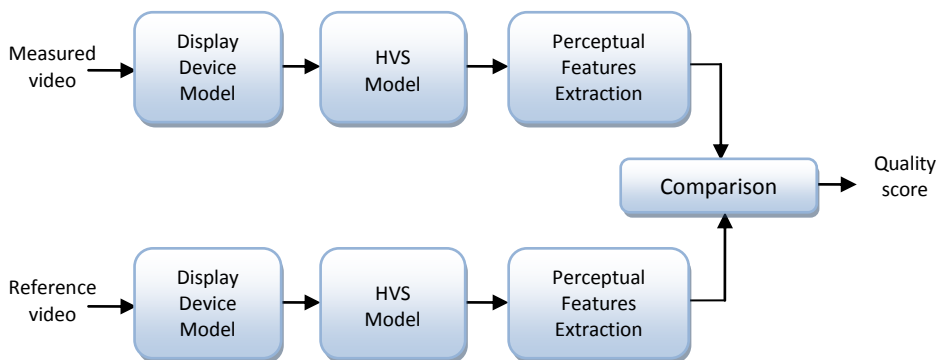 Measured
video
Display
Device
Model
HVS
Model
Perceptual
Features
Extraction
Comparison
Quality
score
Reference
video
Display
Device
Model
HVS
Model
Perceptual
Features
Extraction